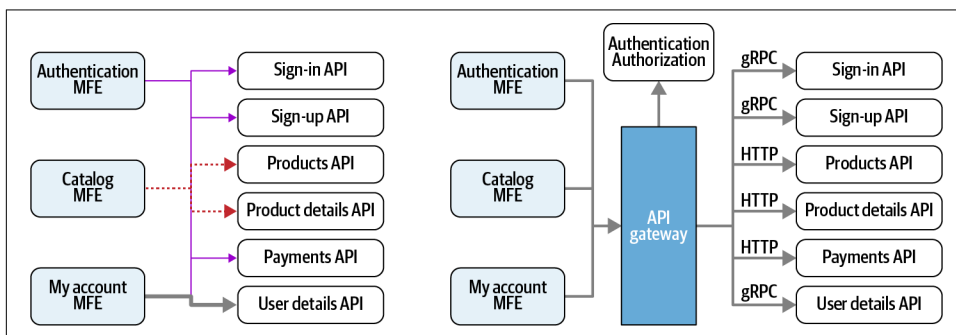 Authentication
MFE
Catalog
MFE
My account
MFE
Sign-in API
Sign-up API
Products API
Product details API
Payments API
User details API
Authentication
MFE
Catalog
MFE
My account
MFE
Authentication
Authorization
API
gateway
gRPC
Sign-in API
gRPC
Sign-up API
HTTP
Products API
HTTP
Product details API
HTTP
Payments API
gRPC
User details API